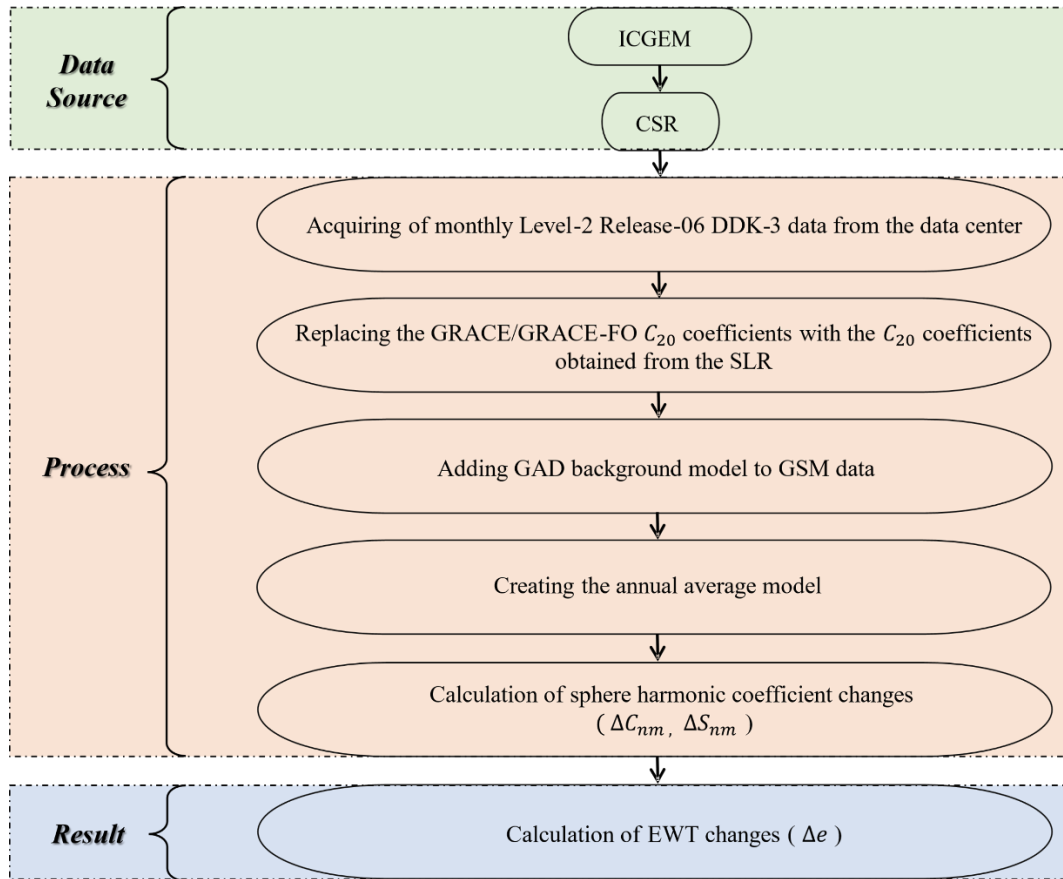 Data
Source
ICGEM
CSR
Process
Acquiring of monthly Level-2 Release-06 DDK-3 data from the data center
Replacing the GRACE/GRACE-FO C₂₀ coefficients with the C₂₀ coefficients
obtained from the SLR
Adding GAD background model to GSM data
Creating the annual average model
Calculation of sphere harmonic coefficient changes
( ΔCₙₘ , ΔSₙₘ )
Result
Calculation of EWT changes ( Δe )